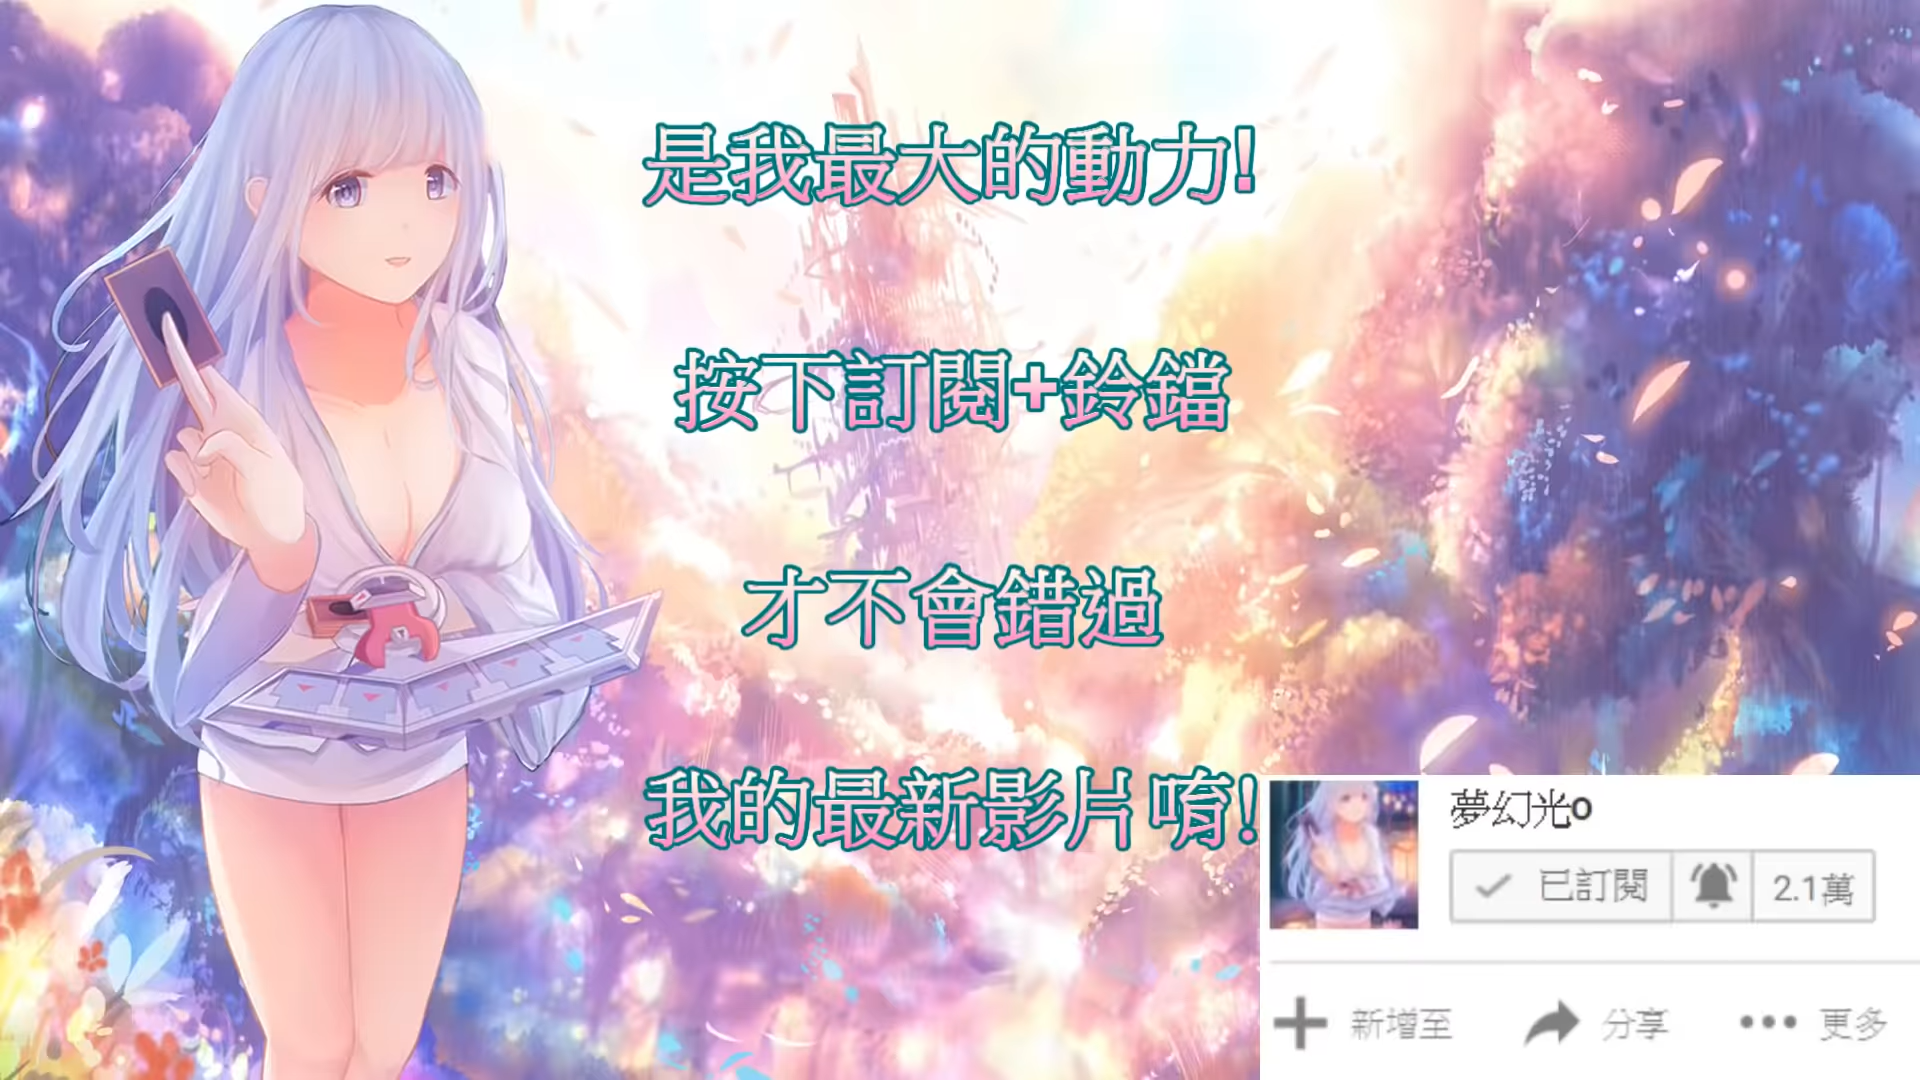 是我最大的動力!
按下訂閱+鈴鐺
才不會錯過
我的最新影片唷!
夢幻光o
已訂閱 2.1萬
新增至 分享 更多